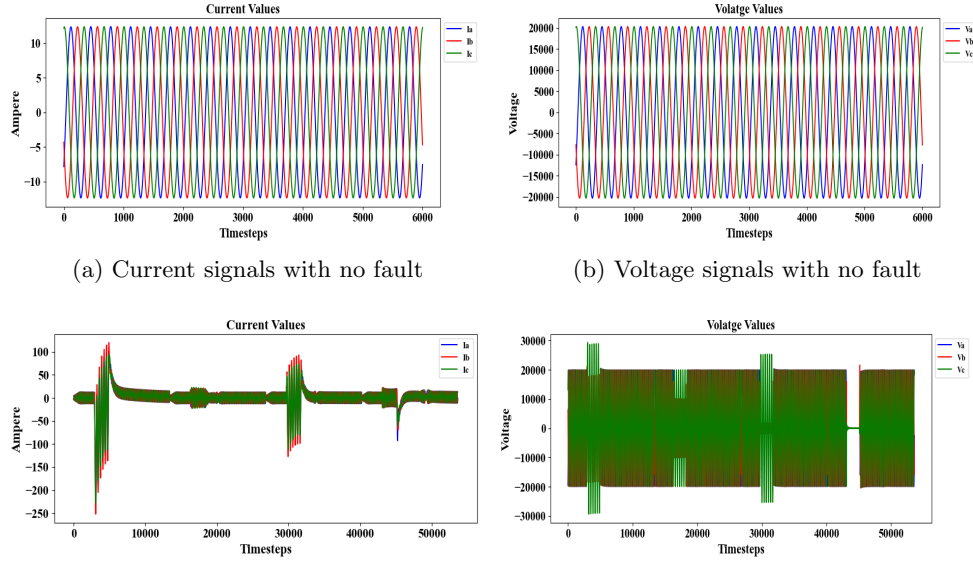 Current Values
10
5
0
−5
−10
Ampere
0 1000 2000 3000 4000 5000 6000
Timesteps
Ia
Ib
Ic
Volatge Values
20000
15000
10000
5000
0
−5000
−10000
−15000
−20000
Voltage
0 1000 2000 3000 4000 5000 6000
Timesteps
Va
Vb
Vc
(a) Current signals with no fault
(b) Voltage signals with no fault
Current Values
100
50
0
−50
−100
−150
−200
−250
Ampere
0 10000 20000 30000 40000 50000
Timesteps
Ia
Ib
Ic
Volatge Values
30000
20000
10000
0
−10000
−20000
−30000
Voltage
0 10000 20000 30000 40000 50000
Timesteps
Va
Vb
Vc